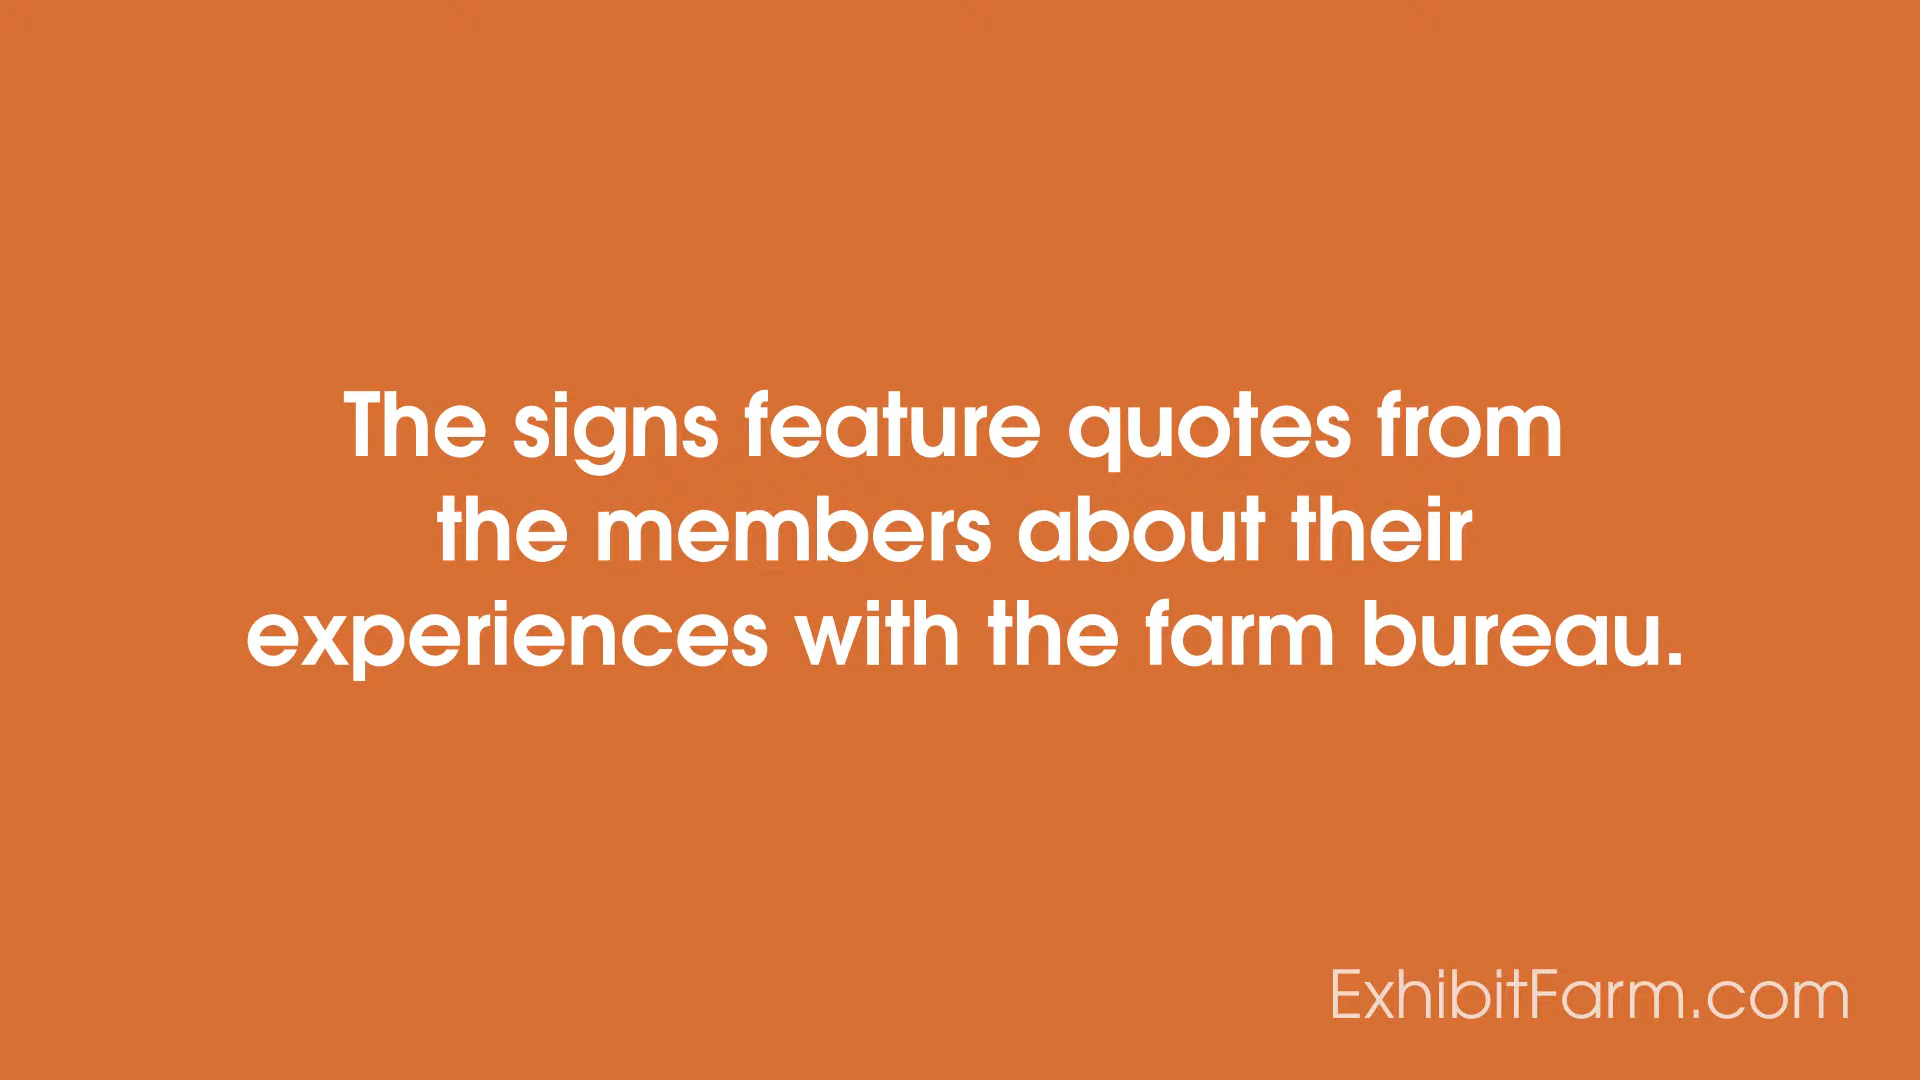 The signs feature quotes from
the members about their
experiences with the farm bureau.
ExhibitFarm.com